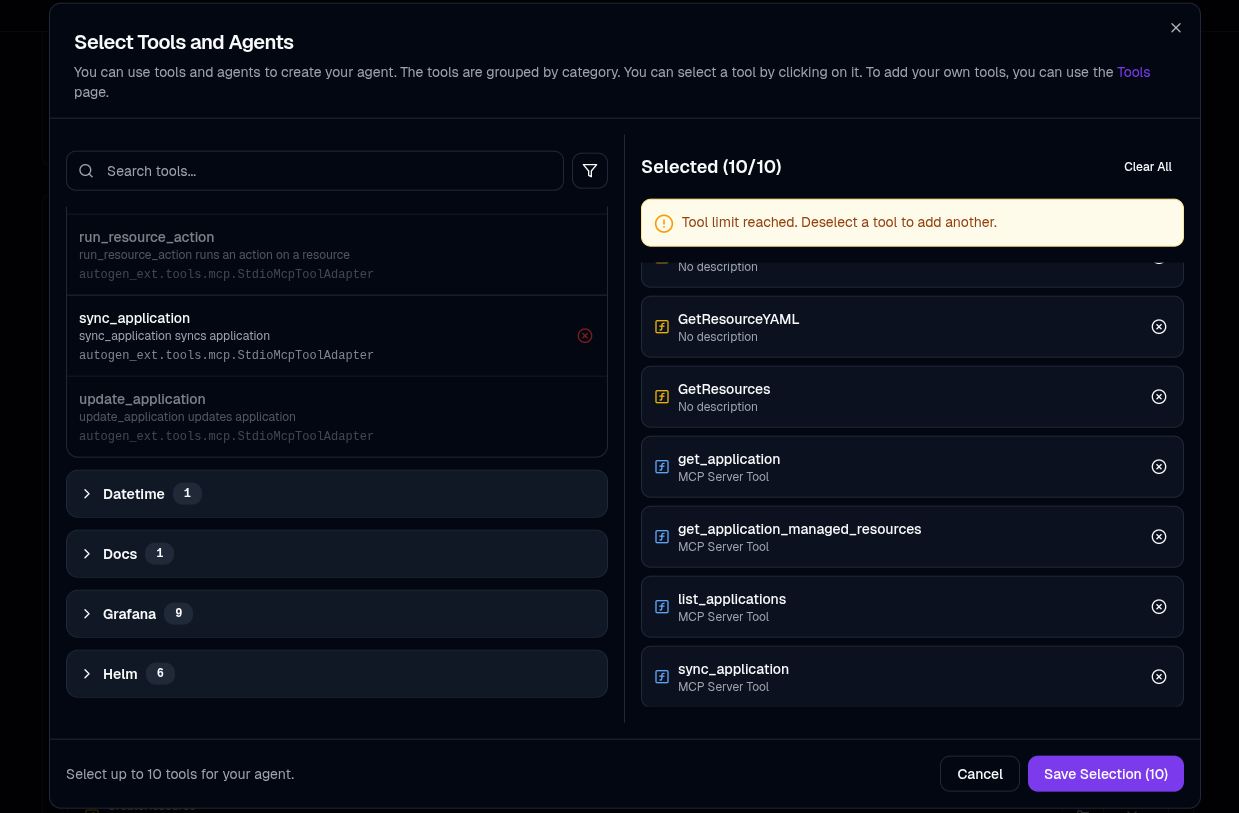 Select Tools and Agents
You can use tools and agents to create your agent. The tools are grouped by category. You can select a tool by clicking on it. To add your own tools, you can use the Tools
page.
Search tools...
run_resource_action
run_resource_action runs an action on a resource
autogen_ext.tools.mcp.StdioMcpToolAdapter
sync_application
sync_application syncs application
autogen_ext.tools.mcp.StdioMcpToolAdapter
update_application
update_application updates application
autogen_ext.tools.mcp.StdioMcpToolAdapter
Datetime 1
Docs 1
Grafana 9
Helm 6
Selected (10/10)
Clear All
Tool limit reached. Deselect a tool to add another.
No description
GetResourceYAML
No description
GetResources
No description
get_application
MCP Server Tool
get_application_managed_resources
MCP Server Tool
list_applications
MCP Server Tool
sync_application
MCP Server Tool
Select up to 10 tools for your agent.
Cancel
Save Selection (10)